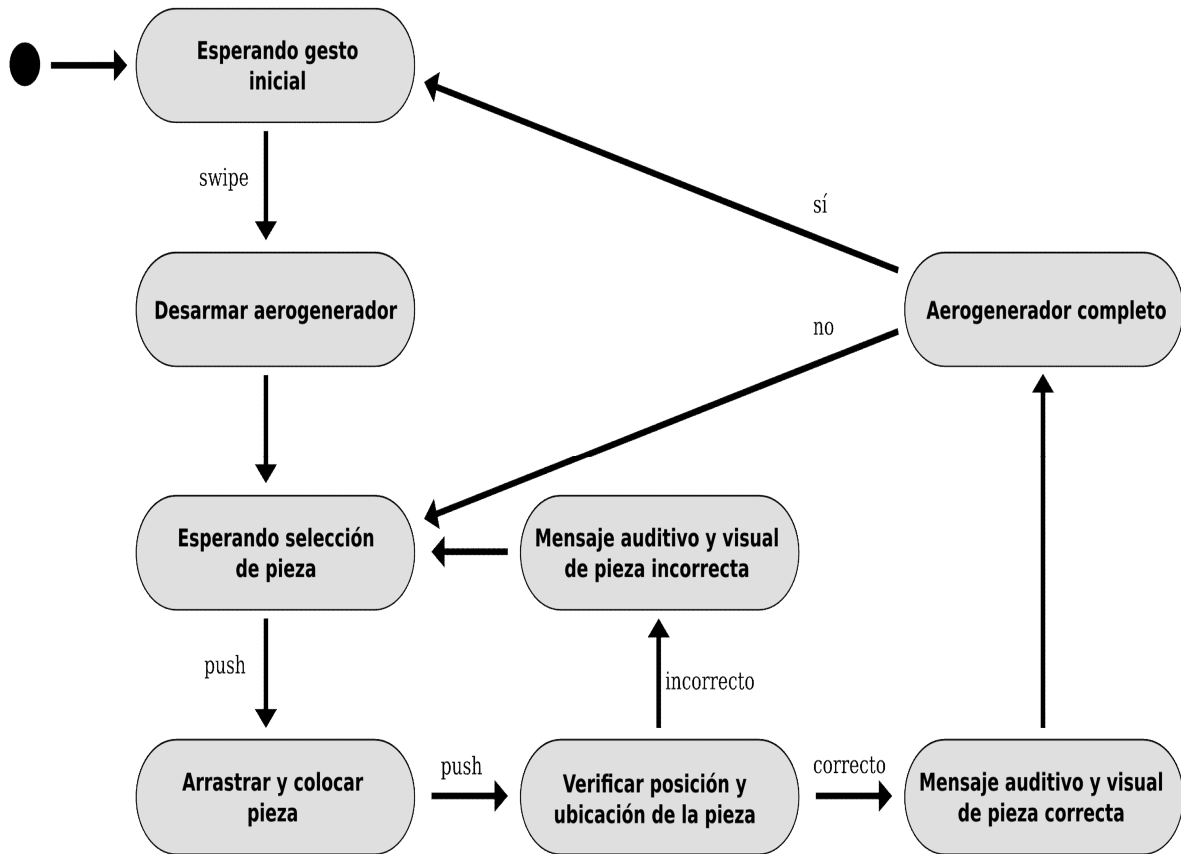 Esperando gesto
inicial
swipe
sí
Desarmar aerogenerador
Aerogenerador completo
no
Esperando selección
de pieza
Mensaje auditivo y visual
de pieza incorrecta
push
incorrecto
Arrastrar y colocar
pieza
push
Verificar posición y
ubicación de la pieza
correcto
Mensaje auditivo y visual
de pieza correcta